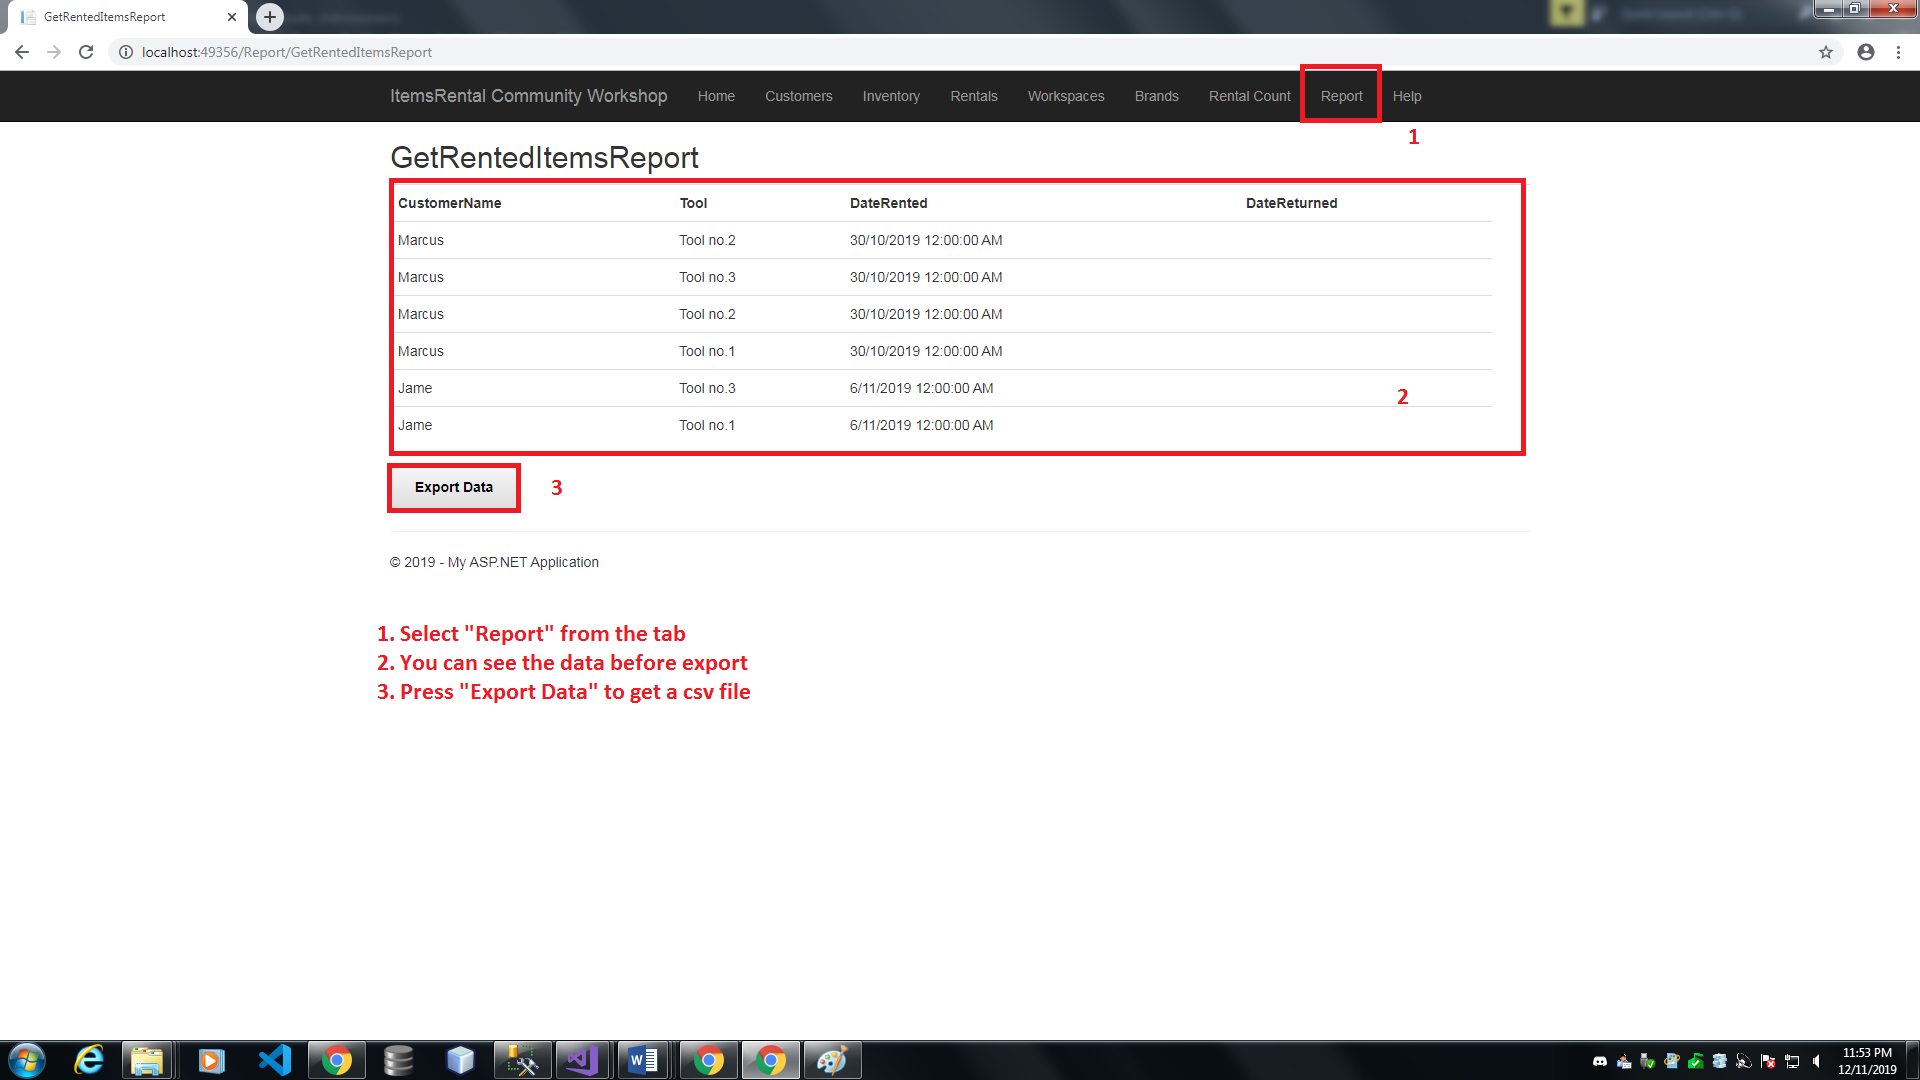 GetRentedItemsReport
localhost:49356/Report/GetRentedItemsReport
ItemsRental Community Workshop Home Customers Inventory Rentals Workspaces Brands Rental Count Report Help
1
GetRentedItemsReport
CustomerName Tool DateRented DateReturned
Marcus Tool no.2 30/10/2019 12:00:00 AM
Marcus Tool no.3 30/10/2019 12:00:00 AM
Marcus Tool no.2 30/10/2019 12:00:00 AM
Marcus Tool no.1 30/10/2019 12:00:00 AM
Jame Tool no.3 6/11/2019 12:00:00 AM
2
Jame Tool no.1 6/11/2019 12:00:00 AM
Export Data 3
© 2019 - My ASP.NET Application
1. Select "Report" from the tab
2. You can see the data before export
3. Press "Export Data" to get a csv file
11:53 PM
12/11/2019